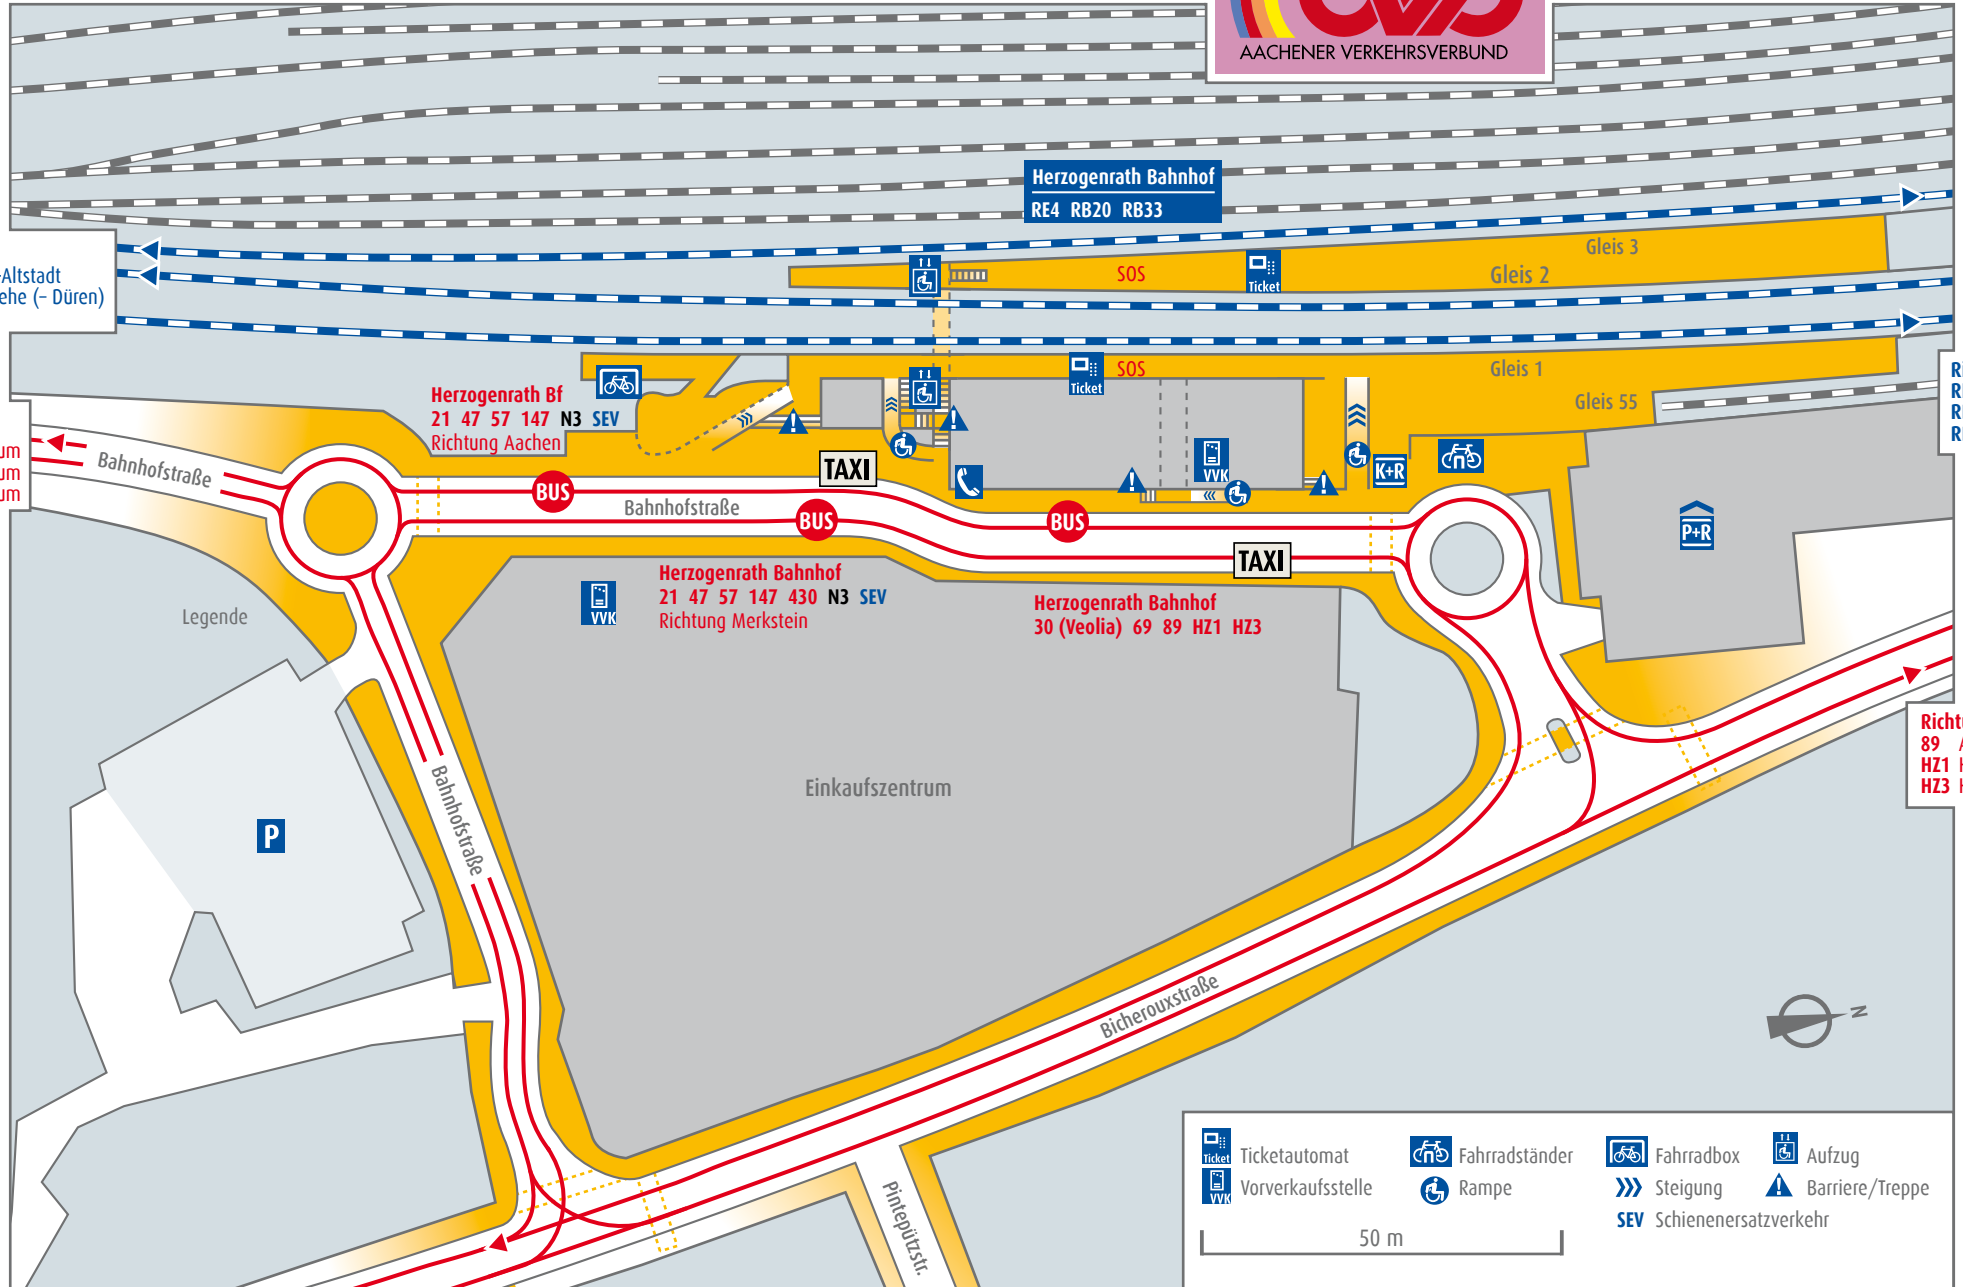 AACHENER VERKEHRSVERBUND
Herzogenrath Bahnhof
RE4 RB20 RB33
Gleis 3
Gleis 2
SOS
Ticket
-Altstadt
(– Düren)
Gleis 1
SOS
Ticket
Gleis 55
Herzogenrath Bf
21 47 57 147 N3 SEV
Richtung Aachen
Bahnhofstraße
TAXI
VVK
K+R
P+R
BUS
Bahnhofstraße
BUS
BUS
TAXI
Herzogenrath Bahnhof
21 47 57 147 430 N3 SEV
Richtung Merkstein
VVK
Herzogenrath Bahnhof
30 (Veolia) 69 89 HZ1 HZ3
Legende
89
HZ1
HZ3
Bahnhofstraße
Einkaufszentrum
P
Bicherouxstraße
N
Pintepützstr.
Ticket Ticketautomat
Fahrradständer
Fahrradbox
Aufzug
VVK Vorverkaufsstelle
Rampe
Steigung
Barriere/Treppe
SEV Schienenersatzverkehr
50 m